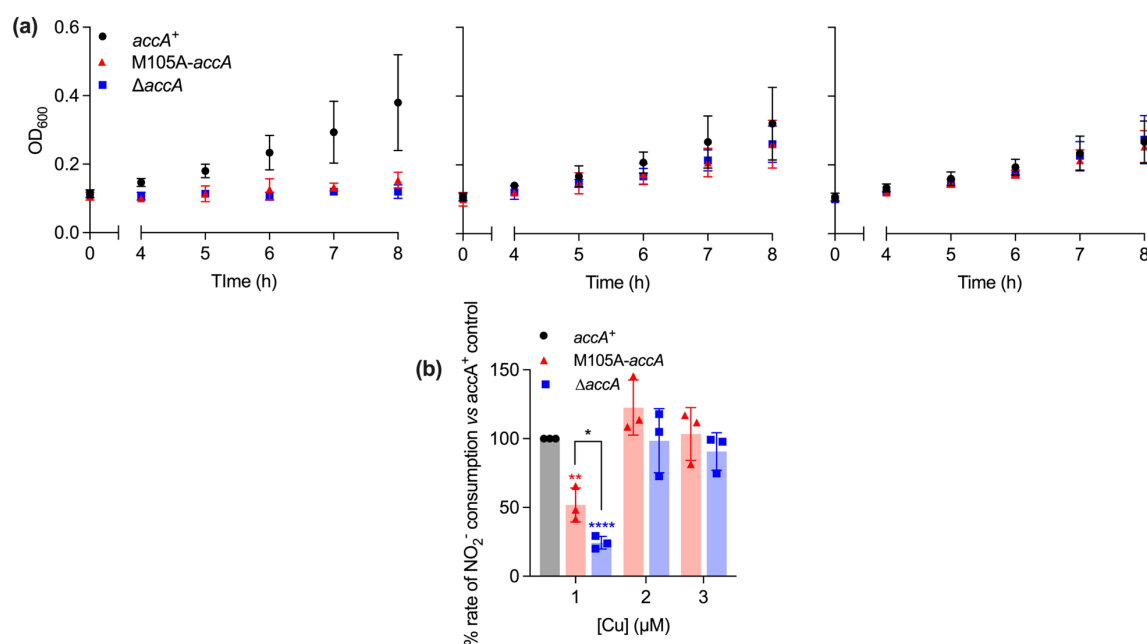 (a)
0.6
0.4
0.2
0.0
OD600
accA+
M105A-accA
ΔaccA
0 4 5 6 7 8
TIme (h)
0 4 5 6 7 8
Time (h)
0 4 5 6 7 8
Time (h)
(b)
accA+
M105A-accA
ΔaccA
% rate of NO2- consumption vs accA+ control
150
100
50
0
*
**
****
1 2 3
[Cu] (µM)